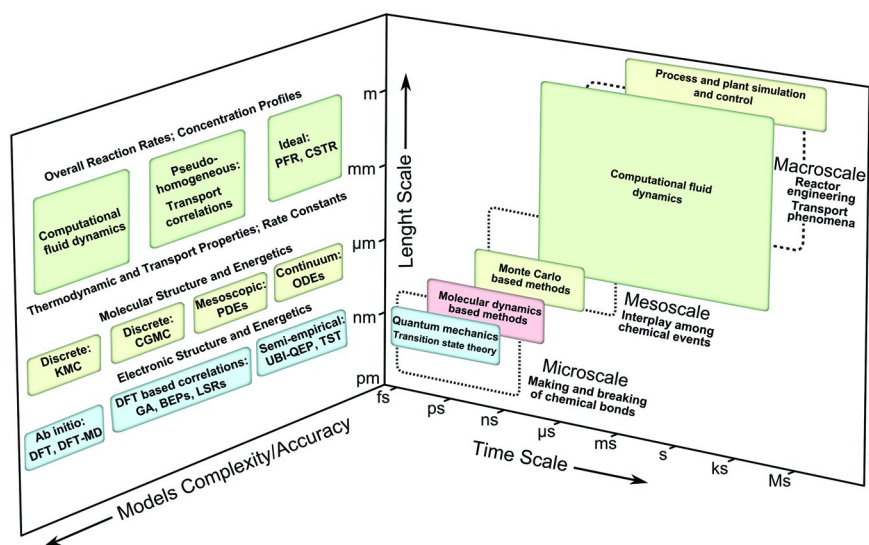 Overall Reaction Rates; Concentration Profiles
Computational
fluid dynamics
Pseudo-
homogeneous:
Transport
correlations
Ideal:
PFR, CSTR
Thermodynamic and Transport Properties; Rate Constants
Molecular Structure and Energetics
Discrete:
KMC
Discrete:
CGMC
Mesoscopic:
PDEs
Continuum:
ODEs
Electronic Structure and Energetics
Ab initio:
DFT, DFT-MD
DFT based correlations:
GA, BEPs, LSRs
Semi-empirical:
UBI-QEP, TST
Models Complexity/Accuracy
m
mm
µm
nm
pm
Lenght Scale
Process and plant simulation
and control
Computational fluid
dynamics
Macroscale
Reactor
engineering
Transport
phenomena
Monte Carlo
based methods
Mesoscale
Interplay among
chemical events
Molecular dynamics
based methods
Quantum mechanics
Transition state theory
Microscale
Making and breaking
of chemical bonds
fs
ps
ns
µs
ms
s
ks
Ms
Time Scale